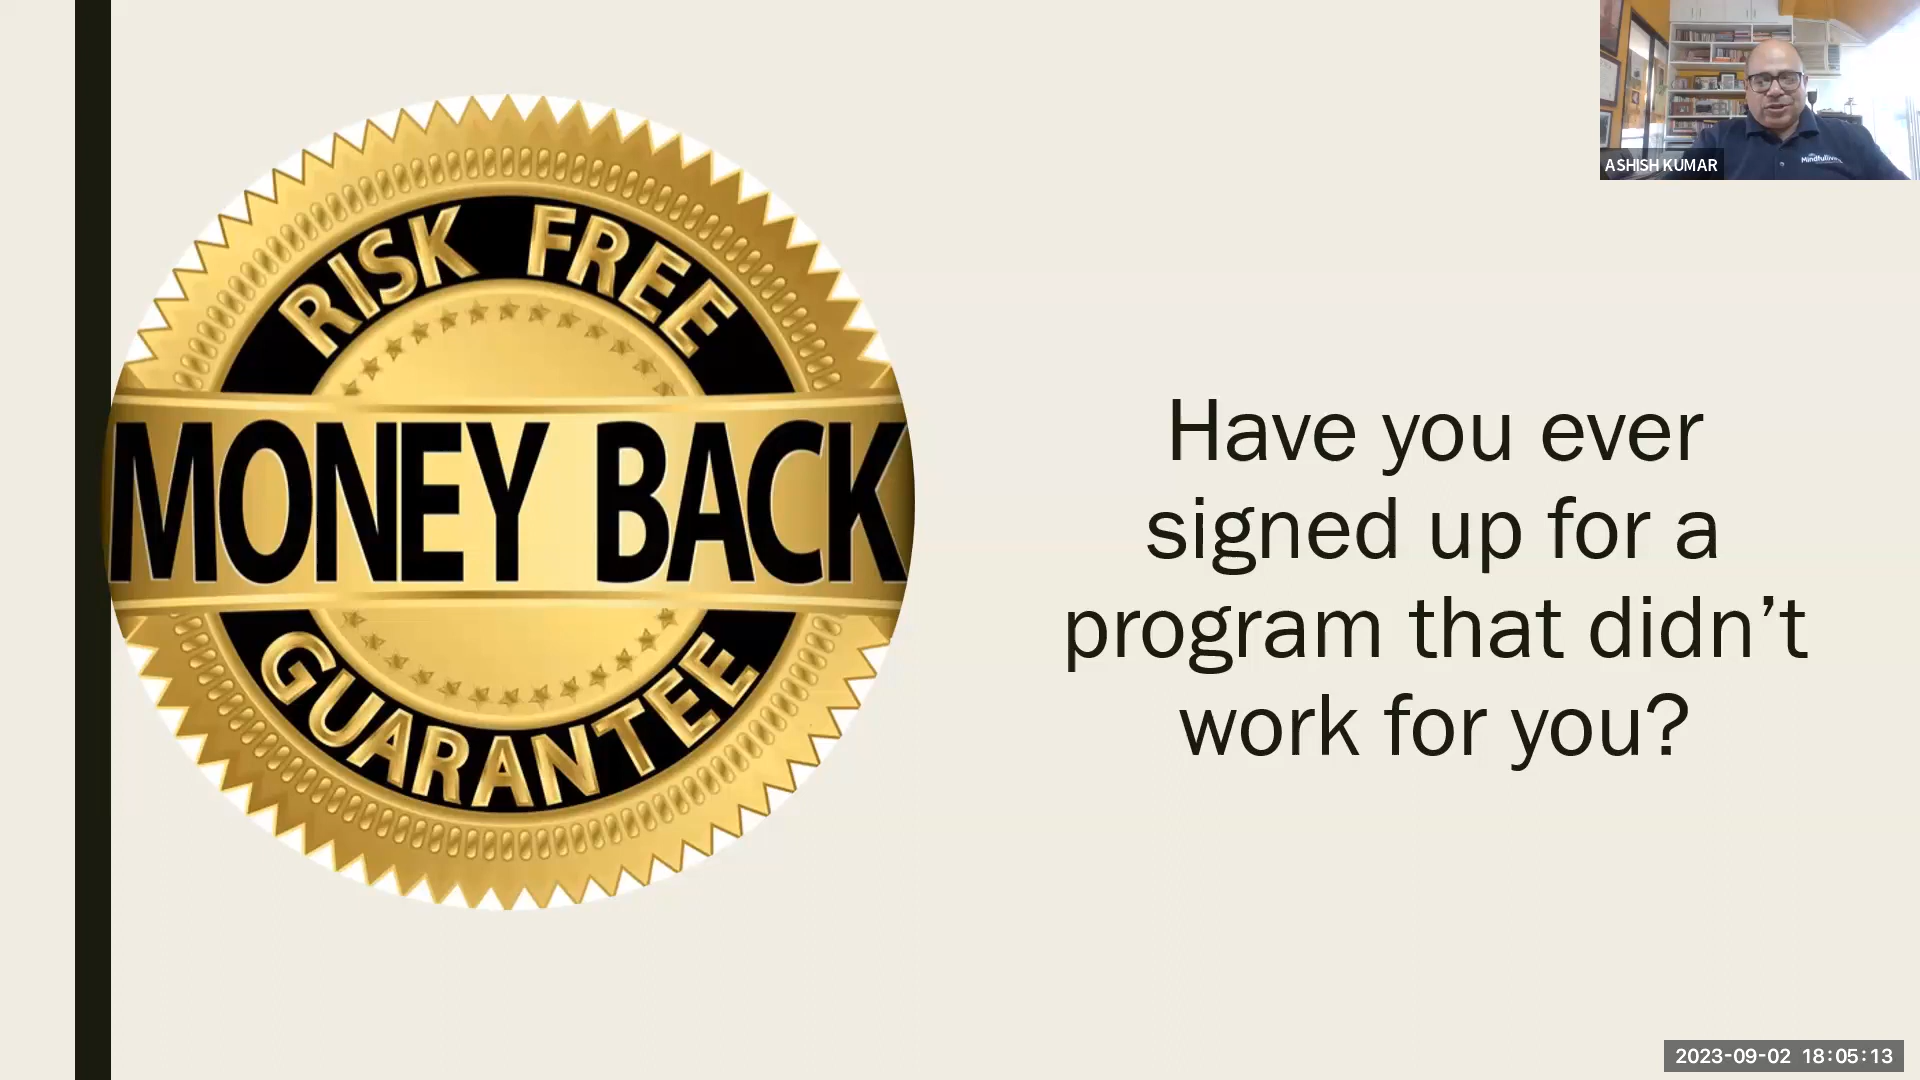 RISK FREE
MONEY BACK
GUARANTEE
Have you ever
signed up for a
program that didn’t
work for you?
ASHISH KUMAR
2023-09-02 18:05:13